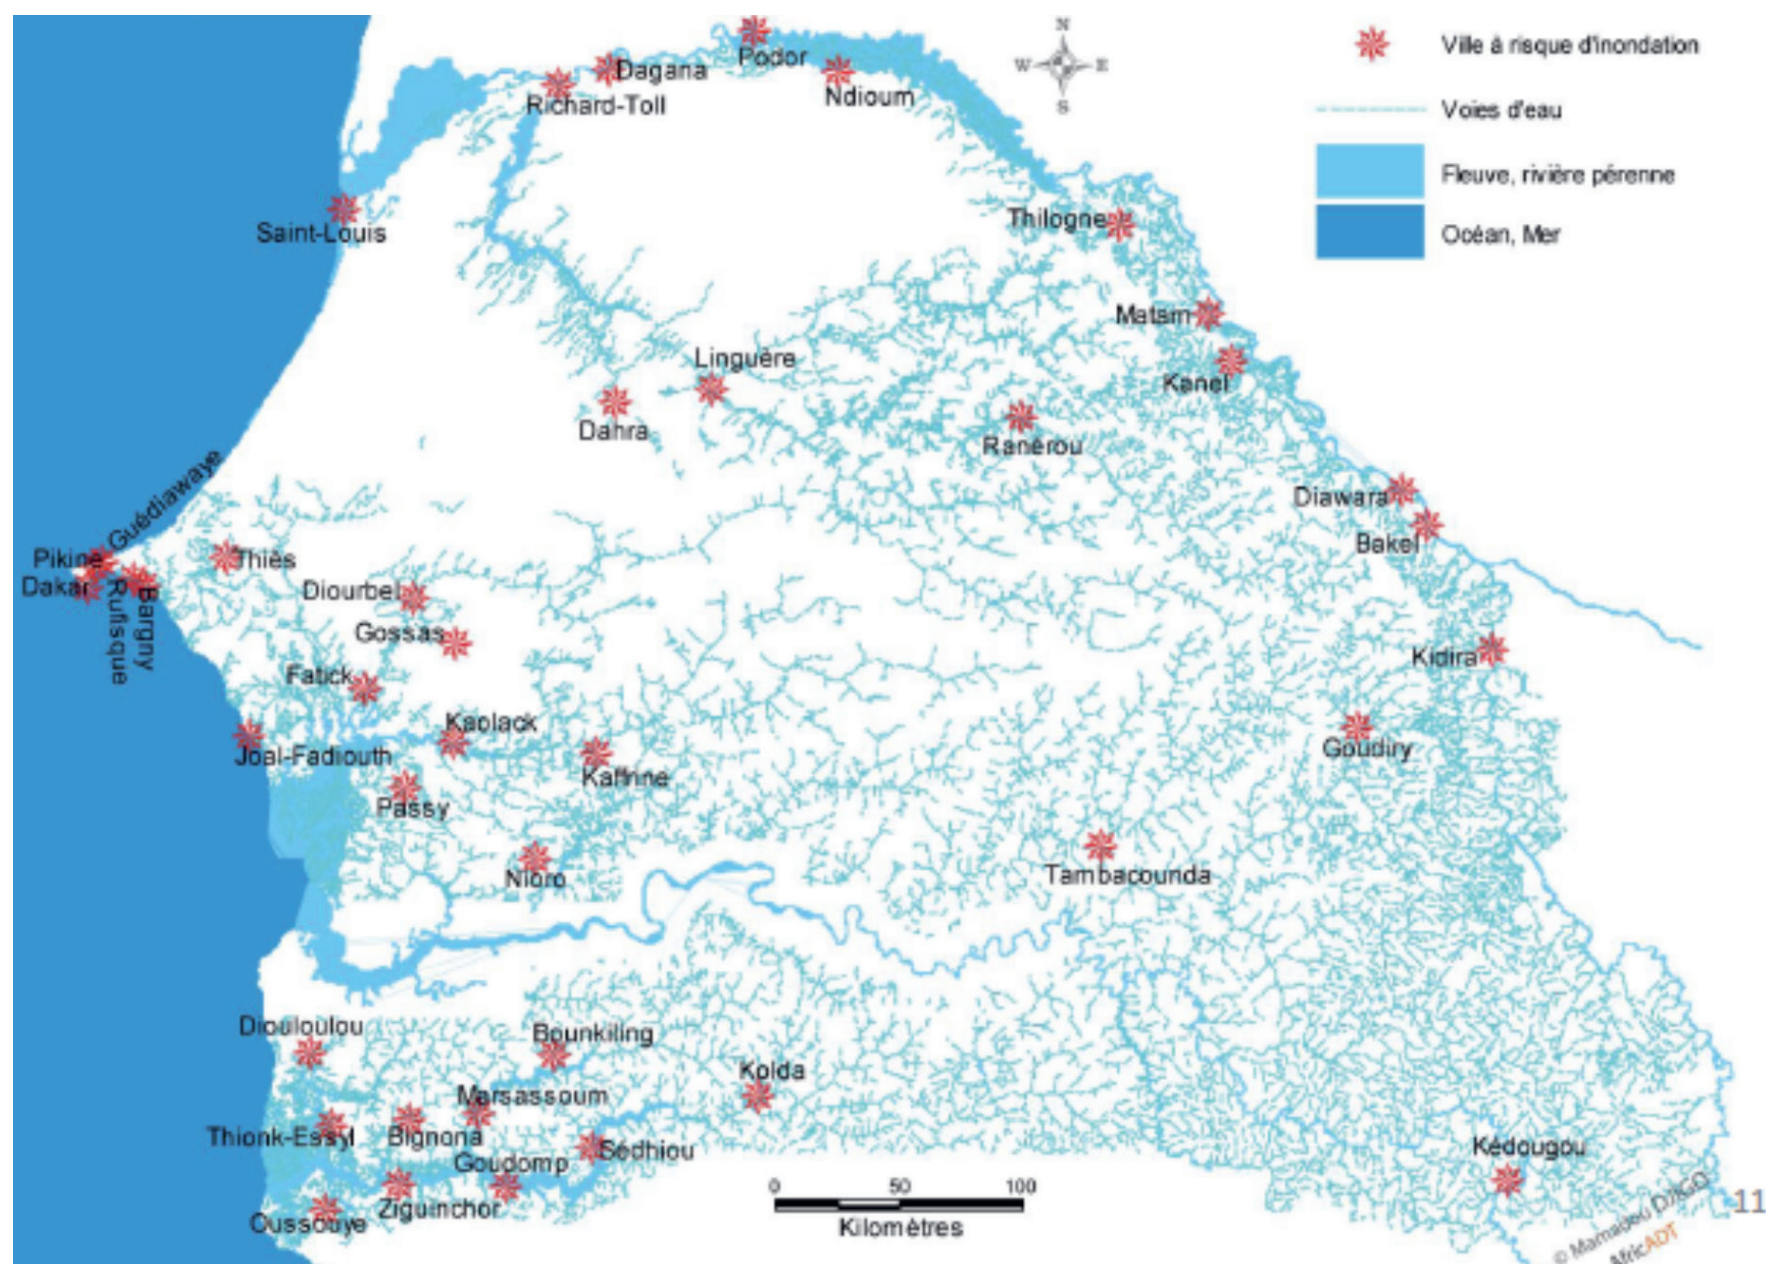 N
W
E
S
Ville à risque d'inondation
Voies d'eau
Fleuve, rivière pérenne
Océan, Mer
Podor
Dagana
Richard-Toll
Ndioum
Saint-Louis
Thilogne
Matam
Kanel
Linguère
Dahra
Ranérou
Diawara
Bakel
Guédiawaye
Pikine
Dakar
Rufisque
Bargny
Thiès
Diourbel
Gossas
Fatick
Kidira
Goudiry
Kaolack
Joal-Fadiouth
Kaffrine
Passy
Nioro
Tambacounda
Diouloulou
Bounkiling
Kolda
Marsassoum
Thionk-Essyl
Bignona
Goudomp
Sédhiou
Kédougou
Ziguinchor
Oussouye
0 50 100
Kilomètres
© Mamadou DJIGO
AfricADT
11